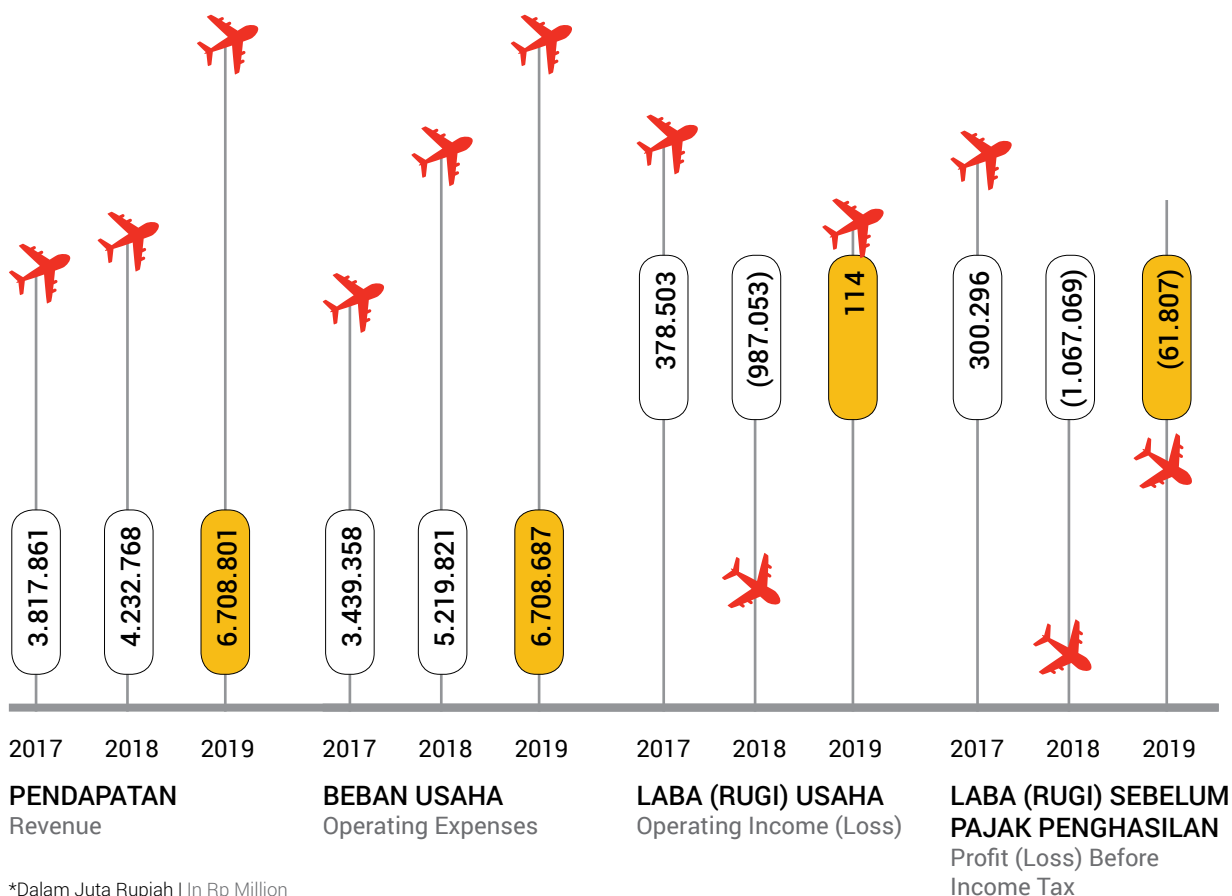 378.503
(987.053)
114
300.296
(1.067.069)
(61.807)
3.817.861
4.232.768
6.708.801
3.439.358
5.219.821
6.708.687
2017 2018 2019
2017 2018 2019
2017 2018 2019
2017 2018 2019
PENDAPATAN
Revenue
BEBAN USAHA
Operating Expenses
LABA (RUGI) USAHA
Operating Income (Loss)
LABA (RUGI) SEBELUM
PAJAK PENGHASILAN
Profit (Loss) Before
Income Tax
*Dalam Juta Rupiah | In Rp Million